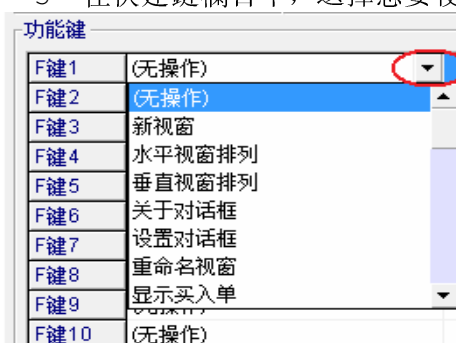 功能键
F键1 (无操作)
F键2 (无操作)
F键3 新视窗
F键4 水平视窗排列
F键5 垂直视窗排列
F键6 关于对话框
F键7 设置对话框
F键8 重命名视窗
F键9 显示买入单
F键10 (无操作)